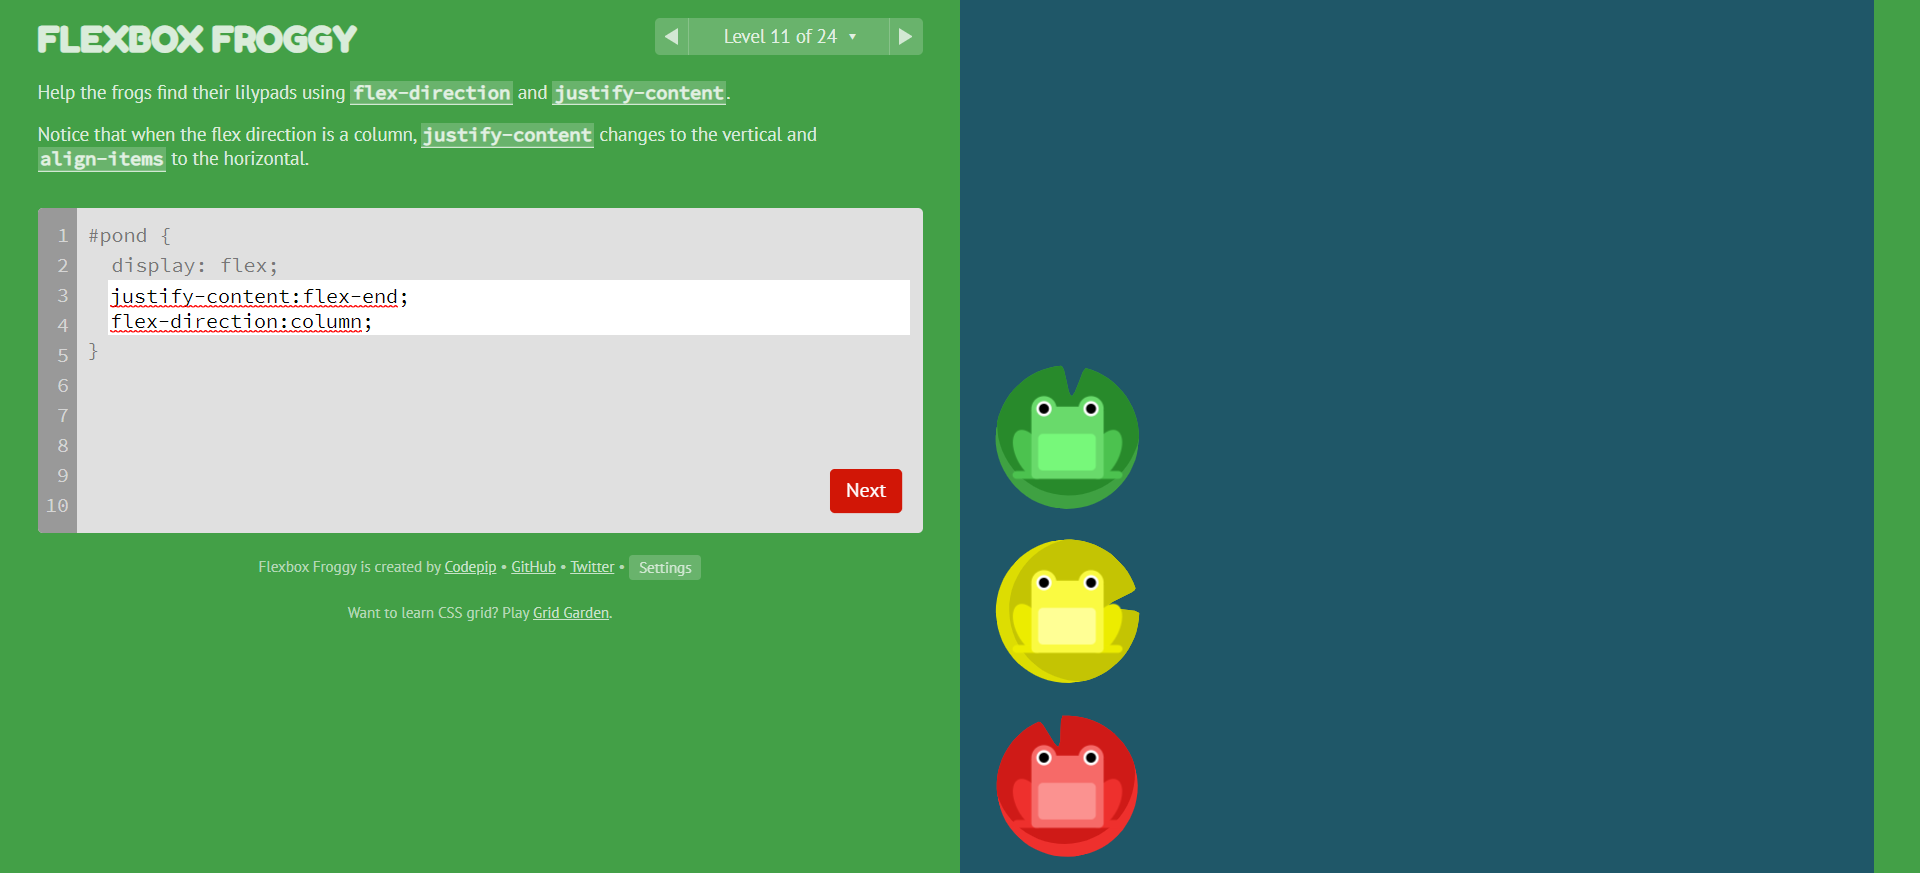 FLEXBOX FROGGY
◀ Level 11 of 24 ▼ ▶
Help the frogs find their lilypads using flex-direction and justify-content.
Notice that when the flex direction is a column, justify-content changes to the vertical and
align-items to the horizontal.
1 #pond {
2 display: flex;
3 justify-content:flex-end;
4 flex-direction:column;
5 }
6
7
8
9
10
Next
Flexbox Froggy is created by Codepip • GitHub • Twitter • Settings
Want to learn CSS grid? Play Grid Garden.